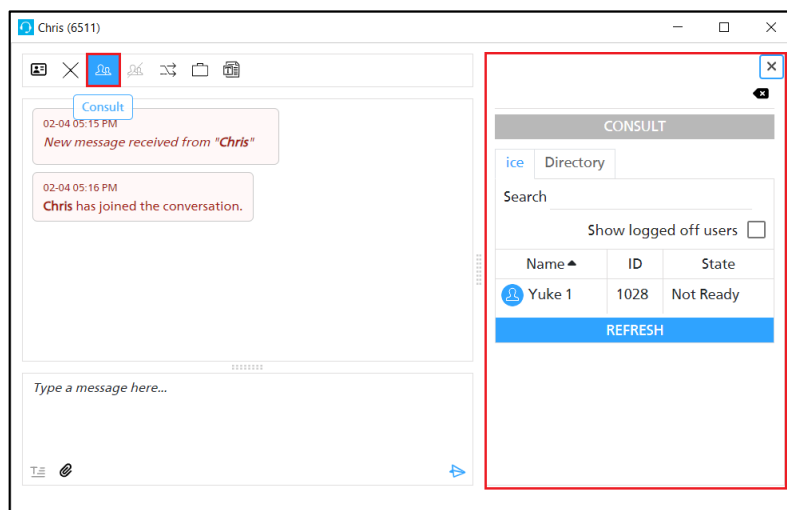 Chris (6511)
Consult
02-04 05:15 PM
New message received from "Chris"
02-04 05:16 PM
Chris has joined the conversation.
Type a message here...
CONSULT
ice Directory
Search
Show logged off users
Name ID State
Yuke 1 1028 Not Ready
REFRESH